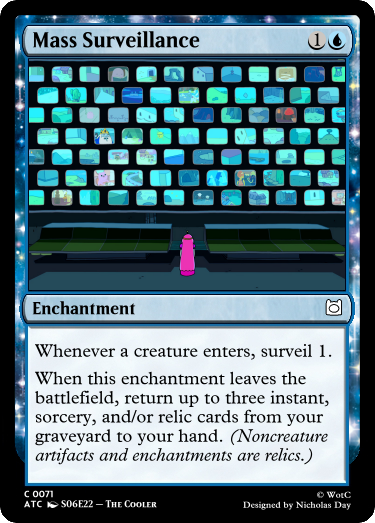 Mass Surveillance 1
Enchantment
Whenever a creature enters, surveil 1.
When this enchantment leaves the
battlefield, return up to three instant,
sorcery, and/or relic cards from your
graveyard to your hand. (Noncreature
artifacts and enchantments are relics.)
C 0071 © WotC
ATC S06E22 — The Cooler Designed by Nicholas Day